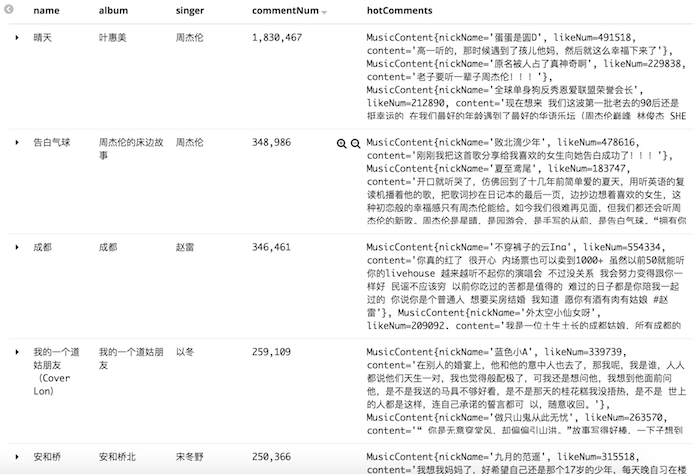 name album singer commentNum hotComments
晴天 叶惠美 周杰伦 1,830,467 MusicContent{nickName='蛋蛋是圆D', likeNum=491518,
content='高一听的，那时候遇到了孩儿他妈，然后就这么幸福下来了'},
MusicContent{nickName='原名被人占了真神奇啊', likeNum=229838,
content='老子要听一辈子周杰伦！！！'},
MusicContent{nickName='全球单身狗反秀恩爱联盟荣誉会长',
likeNum=212890, content='现在想来 我们这波第一批老去的90后还是
挺幸运的 在我们最好的年龄遇到了最好的华语乐坛（周杰伦巅峰 林俊杰 SHE
告白气球 周杰伦的床边故事 周杰伦 348,986 MusicContent{nickName='败北滴少年', likeNum=478616,
content='刚刚我把这首歌分享给我喜欢的女生向她告白成功了！！！'},
MusicContent{nickName='夏至鸢尾', likeNum=183747,
content='开口就听哭了，仿佛回到了十几年前简单爱的夏天，用听英语的复
读机播着他的歌，把歌词抄在日记本的最后一页，边抄边想着喜欢的女生，这
种初恋般的幸福感只有周杰伦能给。如今我们很难再见面，但我们都还会听周
杰伦的新歌。周杰伦是星晴，是园游会，是手写的从前，是告白气球。“拥有你
成都 成都 赵雷 346,461 MusicContent{nickName='不穿裤子的云Ina', likeNum=554334,
content='你真的红了 很开心 内场票也可以卖到1000+ 虽然以前50就能听
你的livehouse 越来越听不起你的演唱会 不过没关系 我会努力变得跟你一
样好 民谣不应该穷 以前你吃过的苦都是值得的 难过的日子都是你陪我一起
过的 你说你是个普通人 想要买房结婚 我知道 愿你有酒有肉有姑娘 #赵
雷'}, MusicContent{nickName='外太空小仙女呀',
likeNum=209092, content='我是一位土生土长的成都姑娘，所有成都的
我的一个道姑朋友（Cover Lon） 我的一个道姑朋友 以冬 259,109 MusicContent{nickName='蓝色小A', likeNum=339739,
content='在别人的婚宴上，他和他的意中人也去了，那我呢，我是谁，人人
都说他们天生一对，我也觉得般配极了，可我还是想问他，我想到他面前问
他，是不是我送的马具不够好看，是不是那天的桂花糕我没捂热，是不是 世上
的人都是这样，连自己承诺的誓言都可 以，随意收回。'},
MusicContent{nickName='做只山鬼从此无忧', likeNum=263570,
content='“ 你是无意穿堂风，却偏偏引山洪。”故事写得好棒，一下子想到
安和桥 安和桥北 宋冬野 250,366 MusicContent{nickName='九月的范遥', likeNum=315518,
content='我想我妈妈了，好希望自己还是那个17岁的少年，每天晚自习在楼